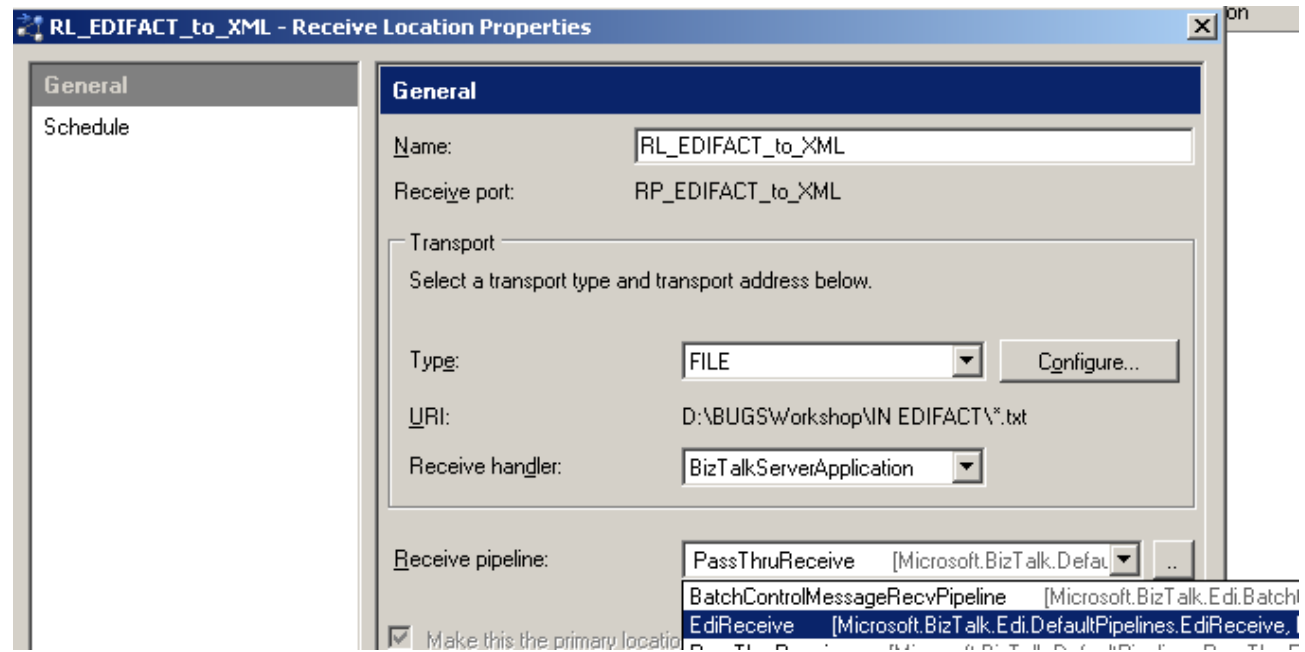 RL_EDIFACT_to_XML - Receive Location Properties
on
General
Schedule
General
Name: RL_EDIFACT_to_XML
Receive port: RP_EDIFACT_to_XML
Transport
Select a transport type and transport address below.
Type: FILE Configure...
URI: D:\BUGSWorkshop\IN EDIFACT\*.txt
Receive handler: BizTalkServerApplication
Receive pipeline: PassThruReceive [Microsoft.BizTalk.Defau ..
BatchControlMessageRecvPipeline [Microsoft.BizTalk.Edi.Batch
Make this the primary locatio
EdiReceive [Microsoft.BizTalk.Edi.DefaultPipelines.EdiReceive,